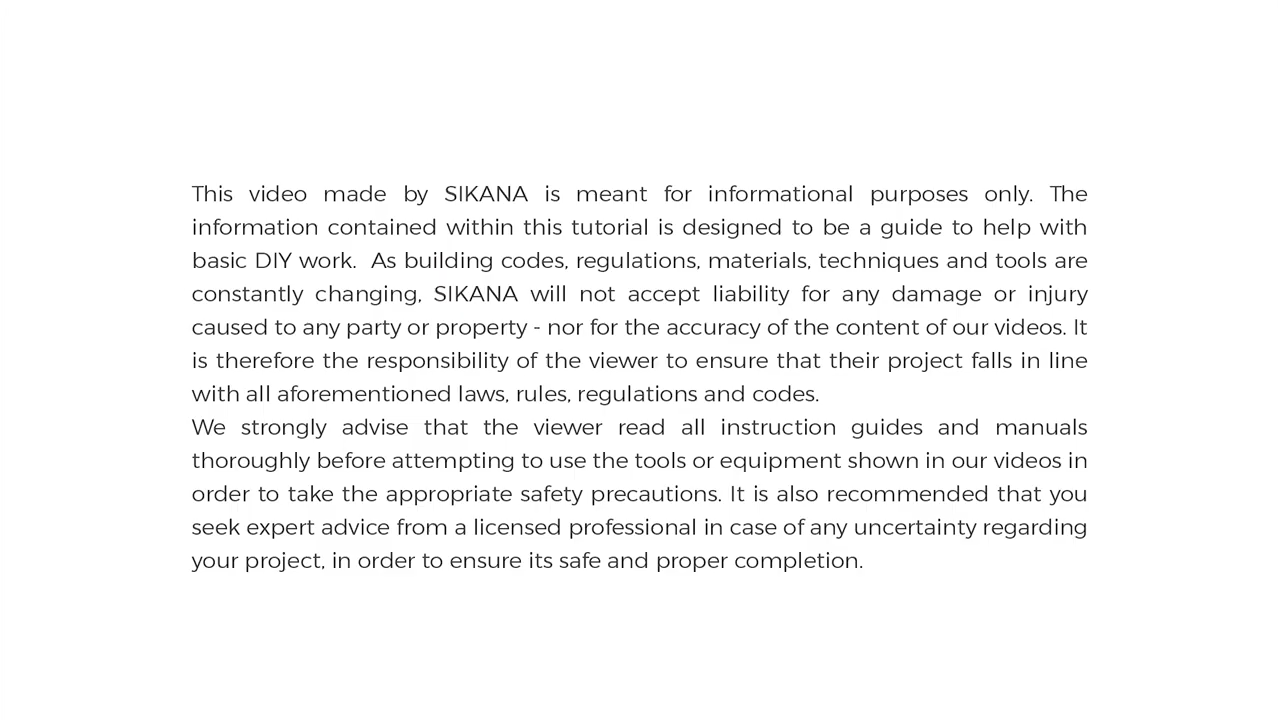 This video made by SIKANA is meant for informational purposes only. The
information contained within this tutorial is designed to be a guide to help with
basic DIY work.  As building codes, regulations, materials, techniques and tools are
constantly changing, SIKANA will not accept liability for any damage or injury
caused to any party or property - nor for the accuracy of the content of our videos. It
is therefore the responsibility of the viewer to ensure that their project falls in line
with all aforementioned laws, rules, regulations and codes.
We strongly advise that the viewer read all instruction guides and manuals
thoroughly before attempting to use the tools or equipment shown in our videos in
order to take the appropriate safety precautions. It is also recommended that you
seek expert advice from a licensed professional in case of any uncertainty regarding
your project, in order to ensure its safe and proper completion.